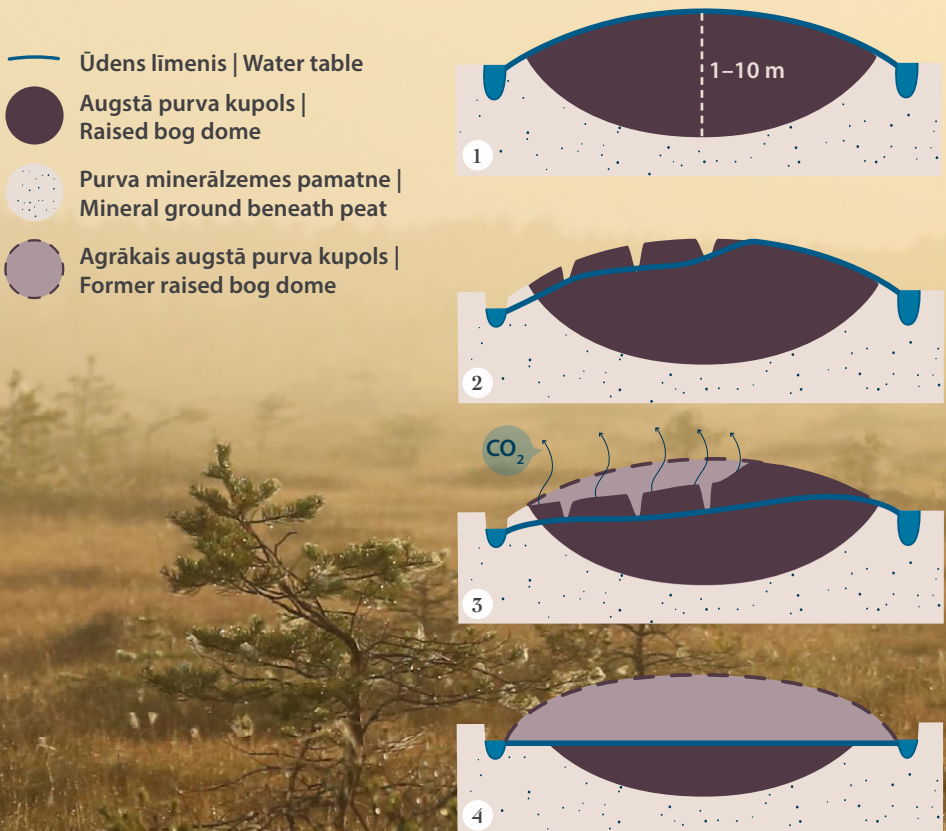 Ūdens līmenis | Water table
Augstā purva kupols |
Raised bog dome
Purva minerālzemes pamatne |
Mineral ground beneath peat
Agrākais augstā purva kupols |
Former raised bog dome
1–10 m
1
2
CO₂
3
4